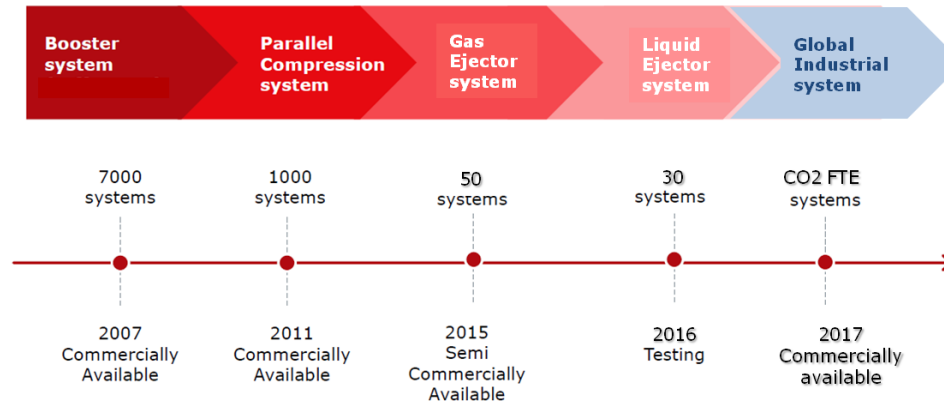 Booster
system
Parallel
Compression
system
Gas
Ejector
system
Liquid
Ejector
system
Global
Industrial
system
7000
systems
1000
systems
50
systems
30
systems
CO2 FTE
systems
2007
Commercially
Available
2011
Commercially
Available
2015
Semi
Commercially
Available
2016
Testing
2017
Commercially
available